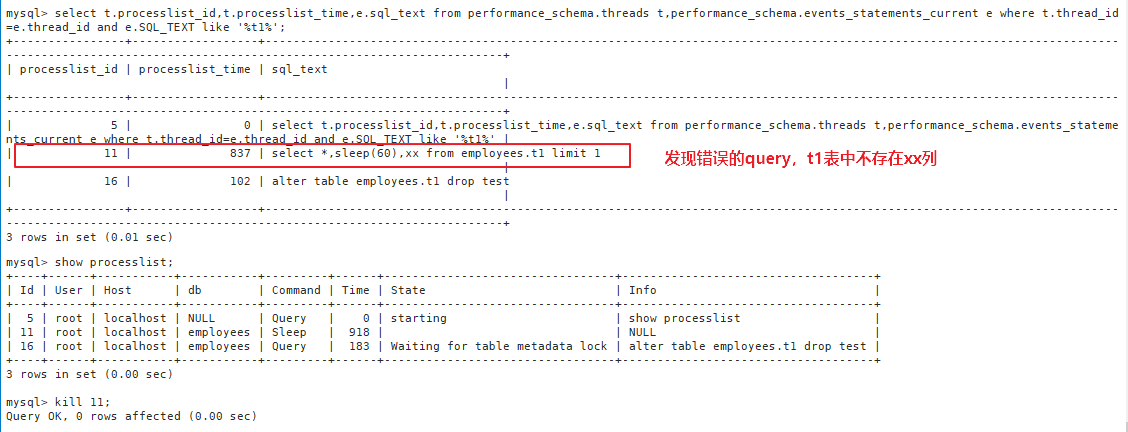 mysql> select t.processlist_id,t.processlist_time,e.sql_text from performance_schema.threads t,performance_schema.events_statements_current e where t.thread_id
=e.thread_id and e.SQL_TEXT like '%t1%';
+----------------+------------------+--------------------------------------------------------------------------------------------------------------------------
-----------------------------------------------------------------------+
| processlist_id | processlist_time | sql_text
|
+----------------+------------------+--------------------------------------------------------------------------------------------------------------------------
-----------------------------------------------------------------------+
| 5 | 0 | select t.processlist_id,t.processlist_time,e.sql_text from performance_schema.threads t,performance_schema.events_stateme
nts_current e where t.thread_id=e.thread_id and e.SQL_TEXT like '%t1%' |
| 11 | 837 | select *,sleep(60),xx from employees.t1 limit 1
|
发现错误的query，t1表中不存在xx列
| 16 | 102 | alter table employees.t1 drop test
|
+----------------+------------------+--------------------------------------------------------------------------------------------------------------------------
-----------------------------------------------------------------------+
3 rows in set (0.01 sec)
mysql> show processlist;
+----+------+-----------+-----------+---------+------+---------------------------------+------------------------------------+
| Id | User | Host | db | Command | Time | State | Info |
+----+------+-----------+-----------+---------+------+---------------------------------+------------------------------------+
| 5 | root | localhost | NULL | Query | 0 | starting | show processlist |
| 11 | root | localhost | employees | Sleep | 918 | | NULL |
| 16 | root | localhost | employees | Query | 183 | Waiting for table metadata lock | alter table employees.t1 drop test |
+----+------+-----------+-----------+---------+------+---------------------------------+------------------------------------+
3 rows in set (0.00 sec)
mysql> kill 11;
Query OK, 0 rows affected (0.00 sec)